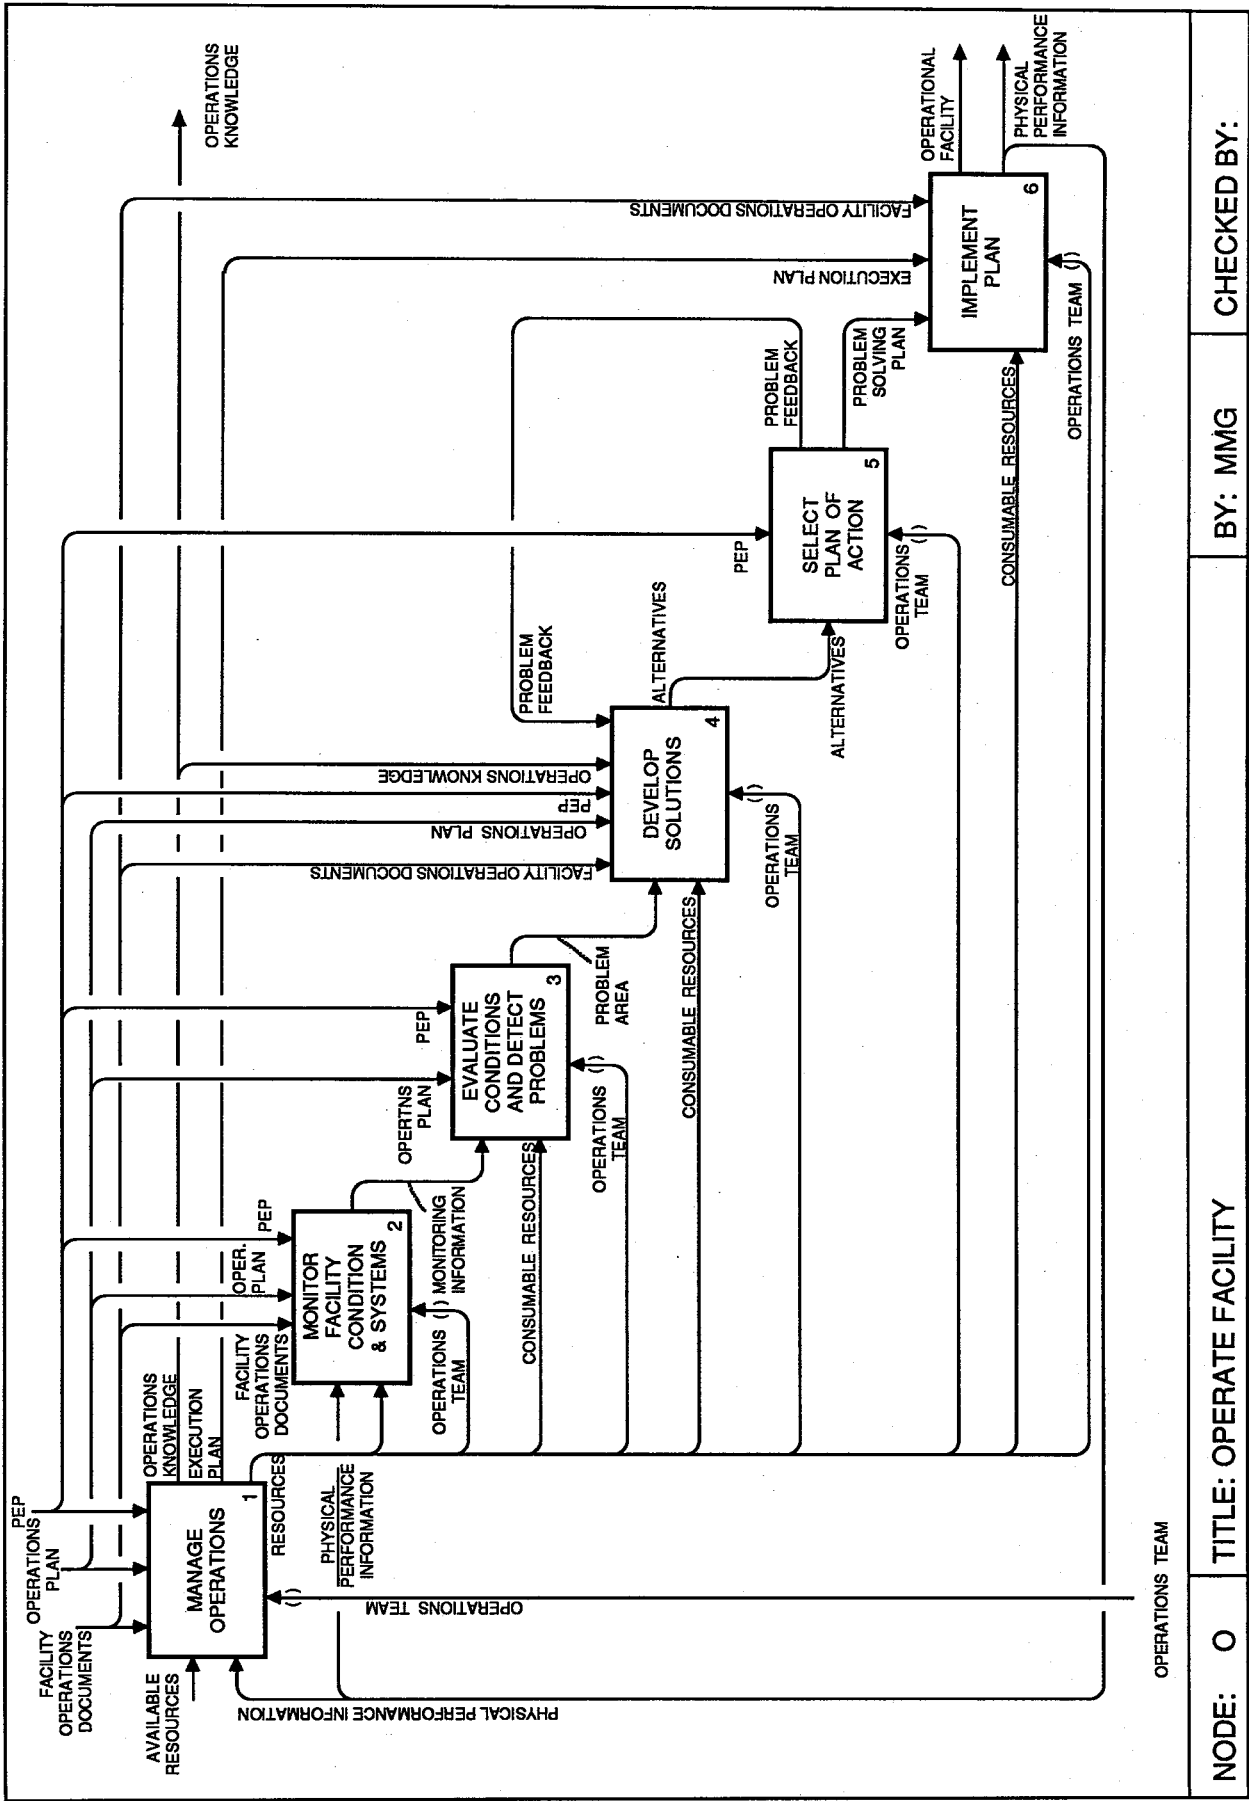 PEP
OPERATIONS
PLAN
FACILITY
OPERATIONS
DOCUMENTS
AVAILABLE
RESOURCES
MANAGE
OPERATIONS
1
OPERATIONS
KNOWLEDGE
EXECUTION
PLAN
RESOURCES
PHYSICAL
PERFORMANCE
INFORMATION
PHYSICAL PERFORMANCE INFORMATION
OPERATIONS TEAM
( )
OPERATIONS TEAM
FACILITY
OPERATIONS
DOCUMENTS
OPER.
PLAN
PEP
MONITOR
FACILITY
CONDITION
& SYSTEMS
2
OPERATIONS ( )
TEAM
MONITORING
INFORMATION
OPERTNS
PLAN
PEP
EVALUATE
CONDITIONS
AND DETECT
PROBLEMS
3
CONSUMABLE RESOURCES
OPERATIONS ( )
TEAM
PROBLEM
AREA
FACILITY OPERATIONS DOCUMENTS
OPERATIONS PLAN
PEP
OPERATIONS KNOWLEDGE
PROBLEM
FEEDBACK
DEVELOP
SOLUTIONS
4
CONSUMABLE RESOURCES
OPERATIONS ( )
TEAM
ALTERNATIVES
ALTERNATIVES
PEP
SELECT
PLAN OF
ACTION
5
OPERATIONS ( )
TEAM
PROBLEM
FEEDBACK
PROBLEM
SOLVING
PLAN
EXECUTION PLAN
FACILITY OPERATIONS DOCUMENTS
IMPLEMENT
PLAN
6
CONSUMABLE RESOURCES
OPERATIONS TEAM ( )
OPERATIONS
KNOWLEDGE
OPERATIONAL
FACILITY
PHYSICAL
PERFORMANCE
INFORMATION
NODE: O
TITLE: OPERATE FACILITY
BY: MMG
CHECKED BY: